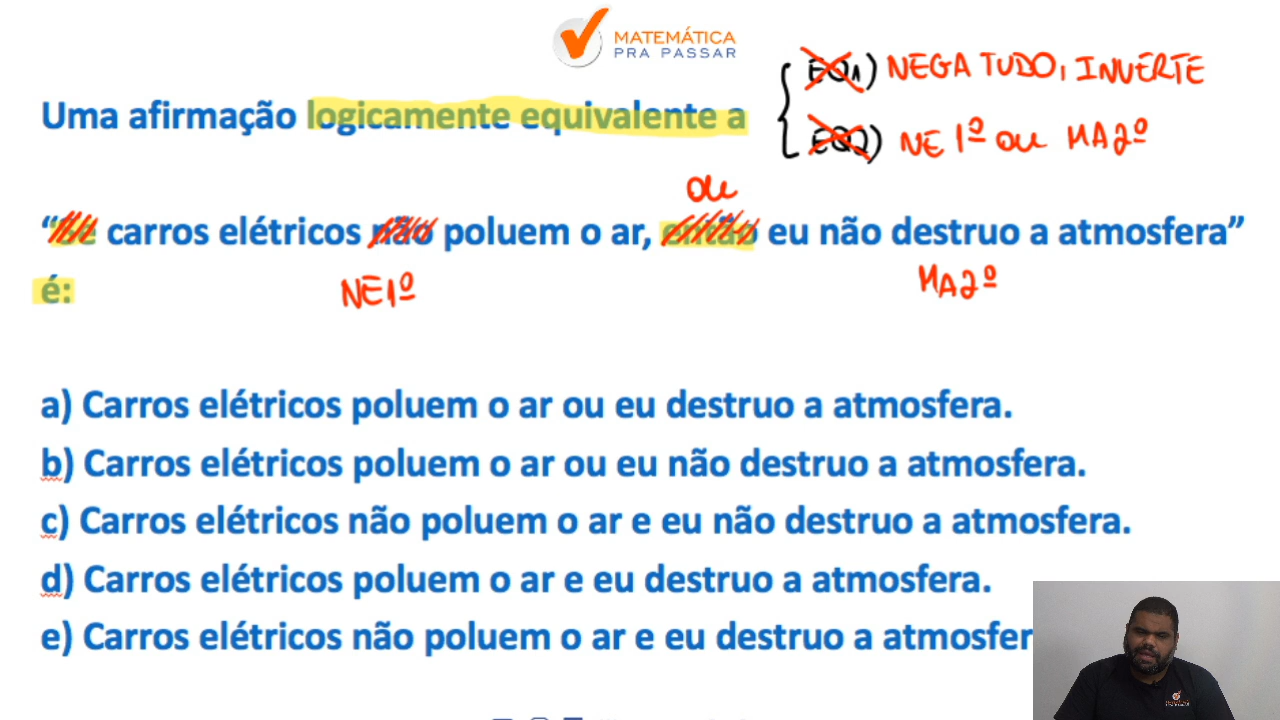 MATEMÁTICA
PRA PASSAR
EQ1) NEGA TUDO, INVERTE
Uma afirmação logicamente equivalente a
EQ2) NE 1º ou MA2º
ou
“Se carros elétricos não poluem o ar, então eu não destruo a atmosfera”
é:
NE1º
MA2º
a) Carros elétricos poluem o ar ou eu destruo a atmosfera.
b) Carros elétricos poluem o ar ou eu não destruo a atmosfera.
c) Carros elétricos não poluem o ar e eu não destruo a atmosfera.
d) Carros elétricos poluem o ar e eu destruo a atmosfera.
e) Carros elétricos não poluem o ar e eu destruo a atmosfer